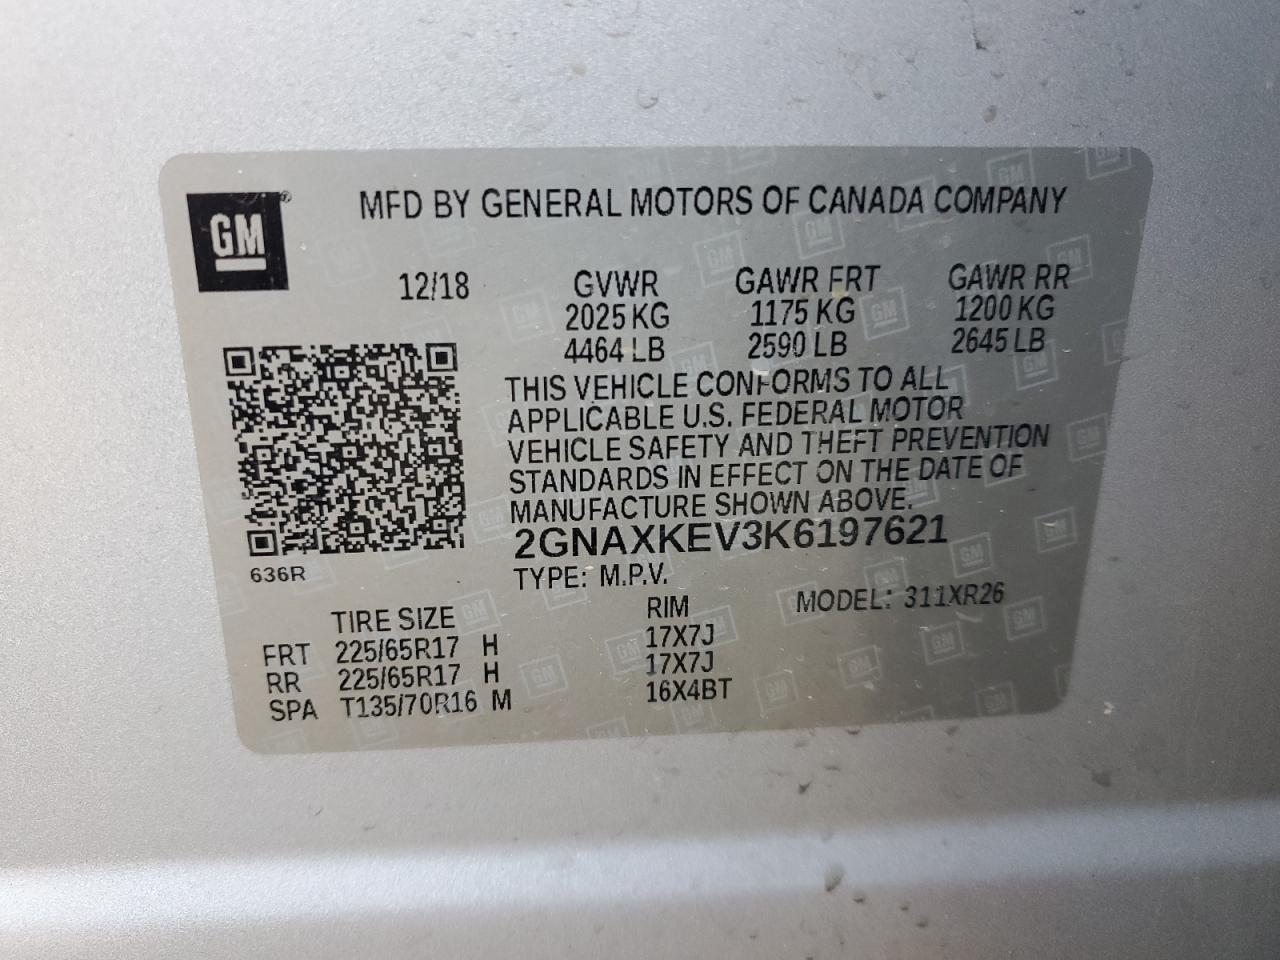 GM®
MFD BY GENERAL MOTORS OF CANADA COMPANY
12/18 GVWR GAWR FRT GAWR RR
2025 KG 1175 KG 1200 KG
4464 LB 2590 LB 2645 LB
THIS VEHICLE CONFORMS TO ALL
APPLICABLE U.S. FEDERAL MOTOR
VEHICLE SAFETY AND THEFT PREVENTION
STANDARDS IN EFFECT ON THE DATE OF
MANUFACTURE SHOWN ABOVE.
2GNAXKEV3K6197621
636R
TYPE: M.P.V. MODEL: 311XR26
TIRE SIZE RIM
FRT 225/65R17 H 17X7J
RR 225/65R17 H 17X7J
SPA T135/70R16 M 16X4BT